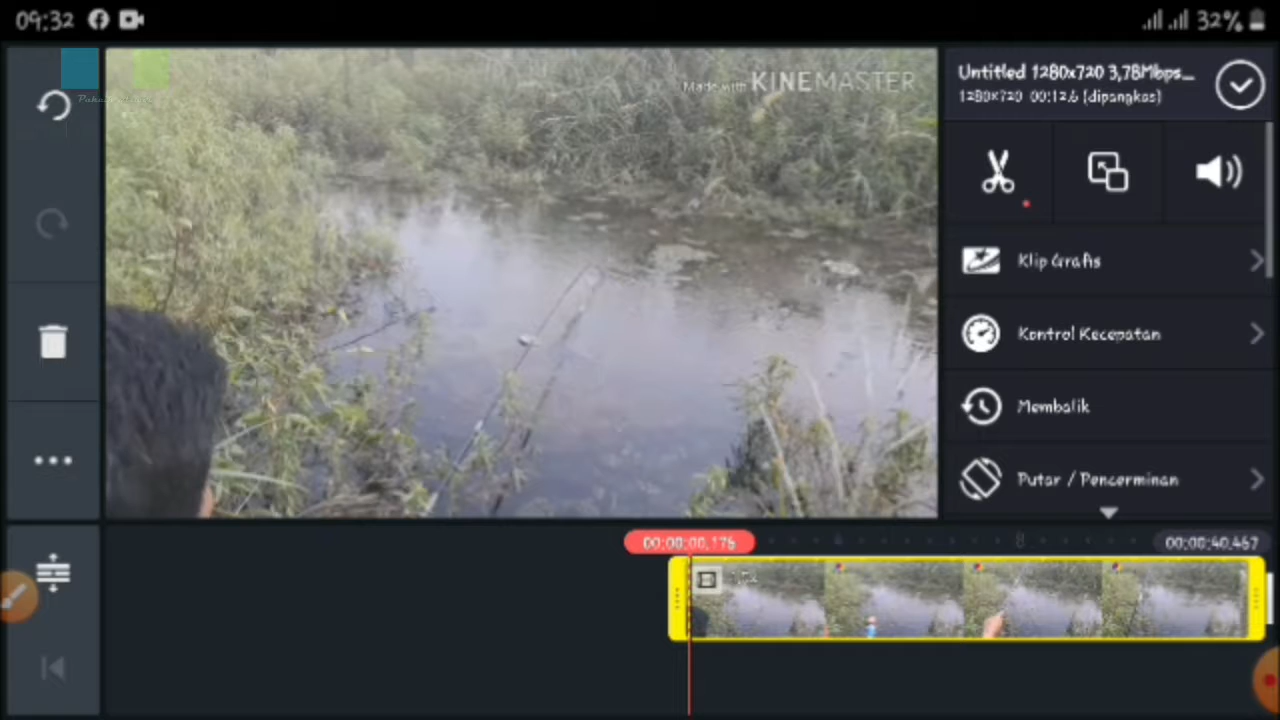 09:32
32%
Made with KINEMASTER
Untitled 1280x720 3,78Mbps...
1280x720 00:12.6 (dipangkas)
Klip Grafis
Kontrol Kecepatan
Membalik
Putar / Pencerminan
00:00:00.176
00:00:40.467